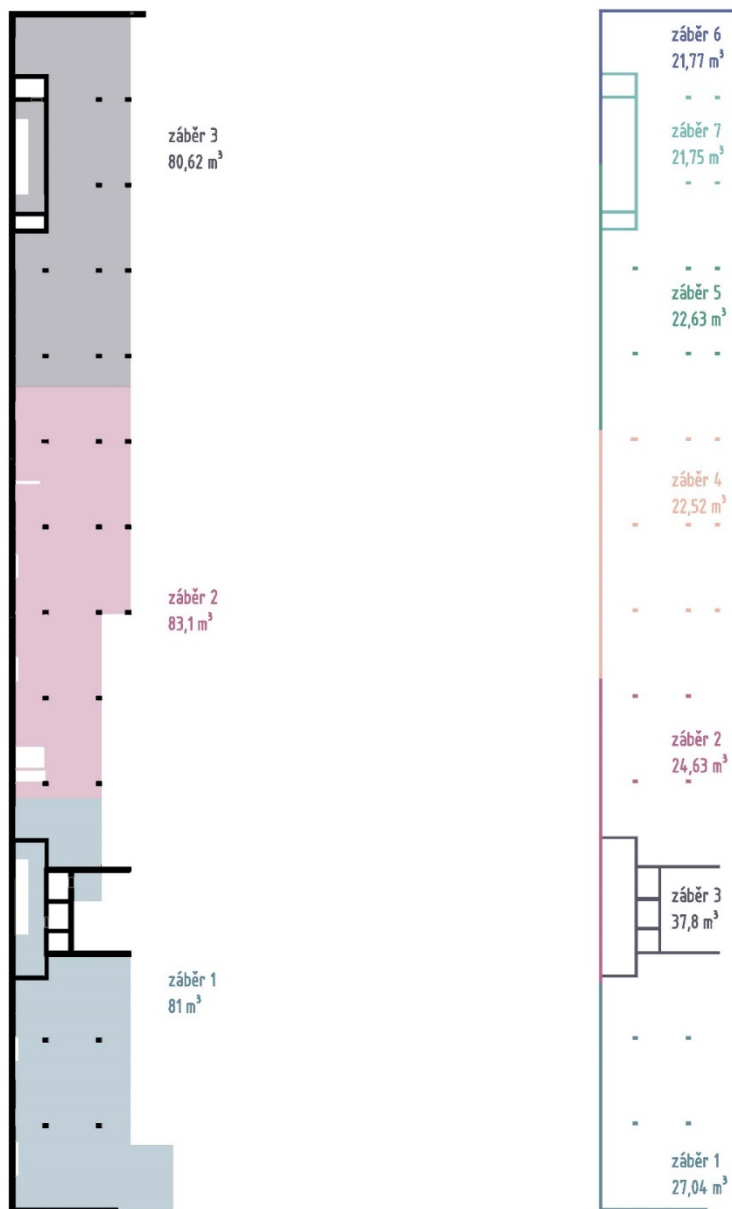 záběr 3
80,62 m³
záběr 2
83,1 m³
záběr 1
81 m³
záběr 6
21,77 m³
záběr 7
21,75 m³
záběr 5
22,63 m³
záběr 4
22,52 m³
záběr 2
24,63 m³
záběr 3
37,8 m³
záběr 1
27,04 m³